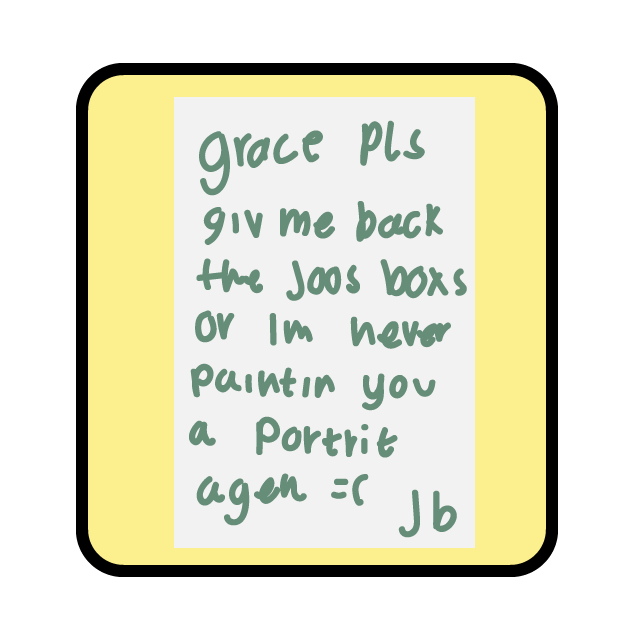 grace pls
giv me back
the joos boxs
or Im never
paintin you
a portrit
agen =(
Jb